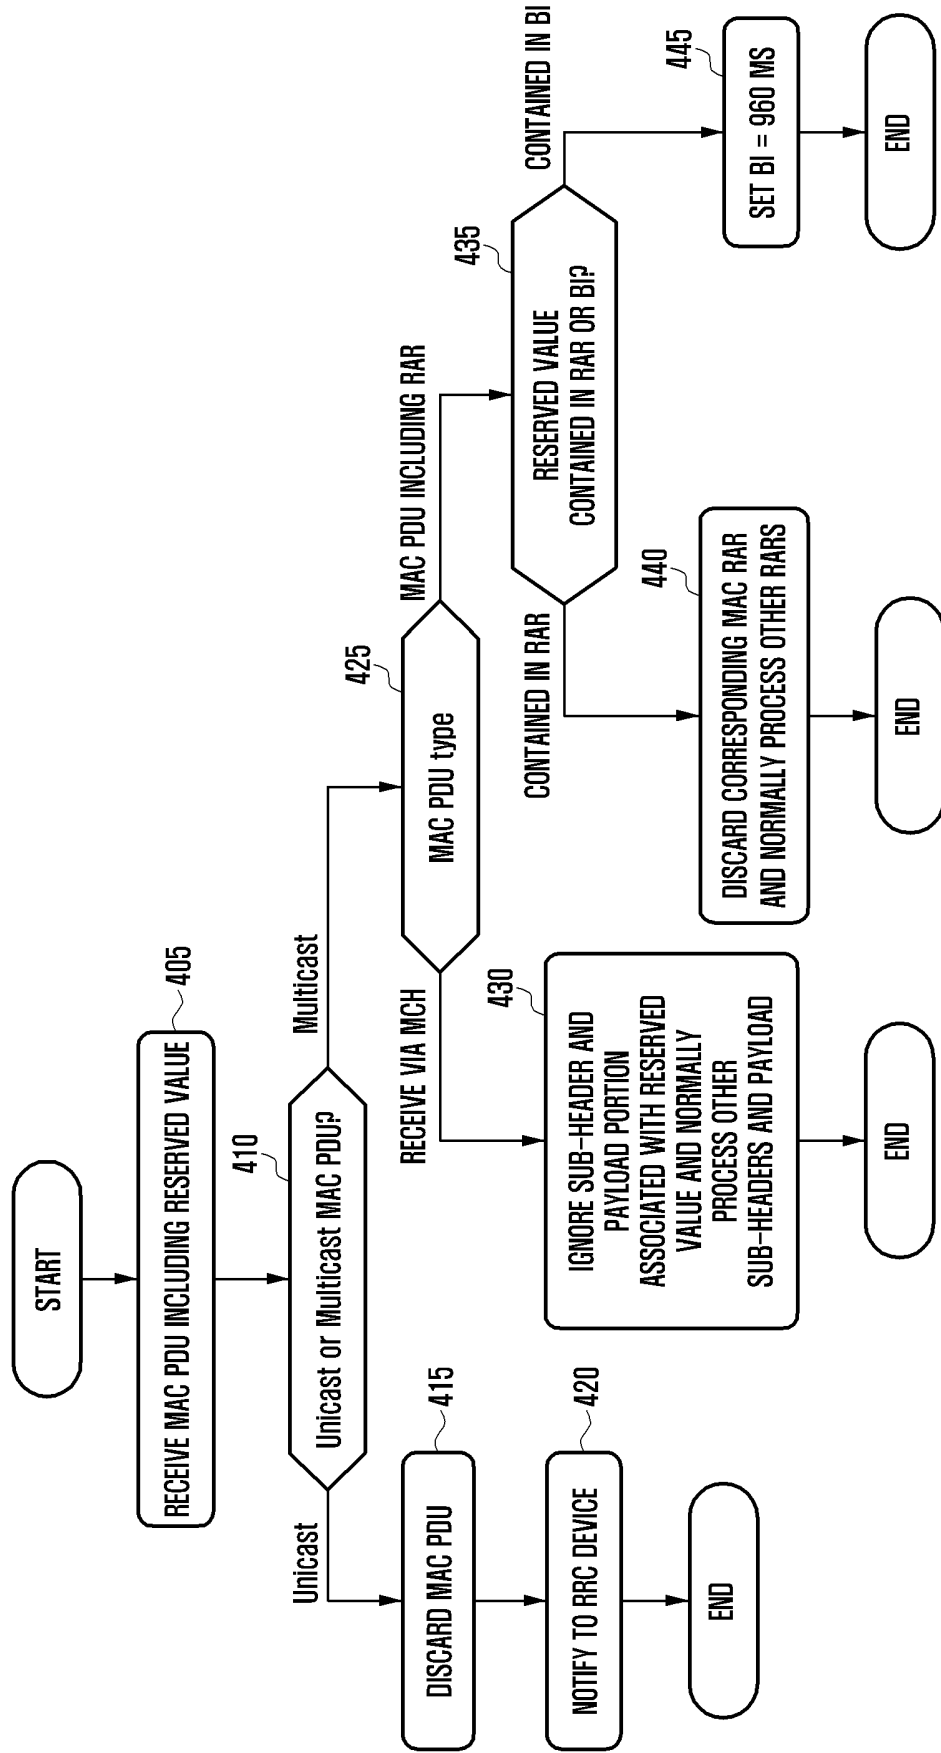 START
RECEIVE MAC PDU INCLUDING RESERVED VALUE
405
Unicast or Multicast MAC PDU?
410
Unicast
Multicast
DISCARD MAC PDU
415
NOTIFY TO RRC DEVICE
420
END
MAC PDU type
425
RECEIVE VIA MCH
MAC PDU INCLUDING RAR
430
IGNORE SUB-HEADER AND
PAYLOAD PORTION
ASSOCIATED WITH RESERVED
VALUE AND NORMALLY
PROCESS OTHER
SUB-HEADERS AND PAYLOAD
END
435
RESERVED VALUE
CONTAINED IN RAR OR BI?
CONTAINED IN RAR
CONTAINED IN BI
440
DISCARD CORRESPONDING MAC RAR
AND NORMALLY PROCESS OTHER RARS
END
445
SET BI = 960 MS
END